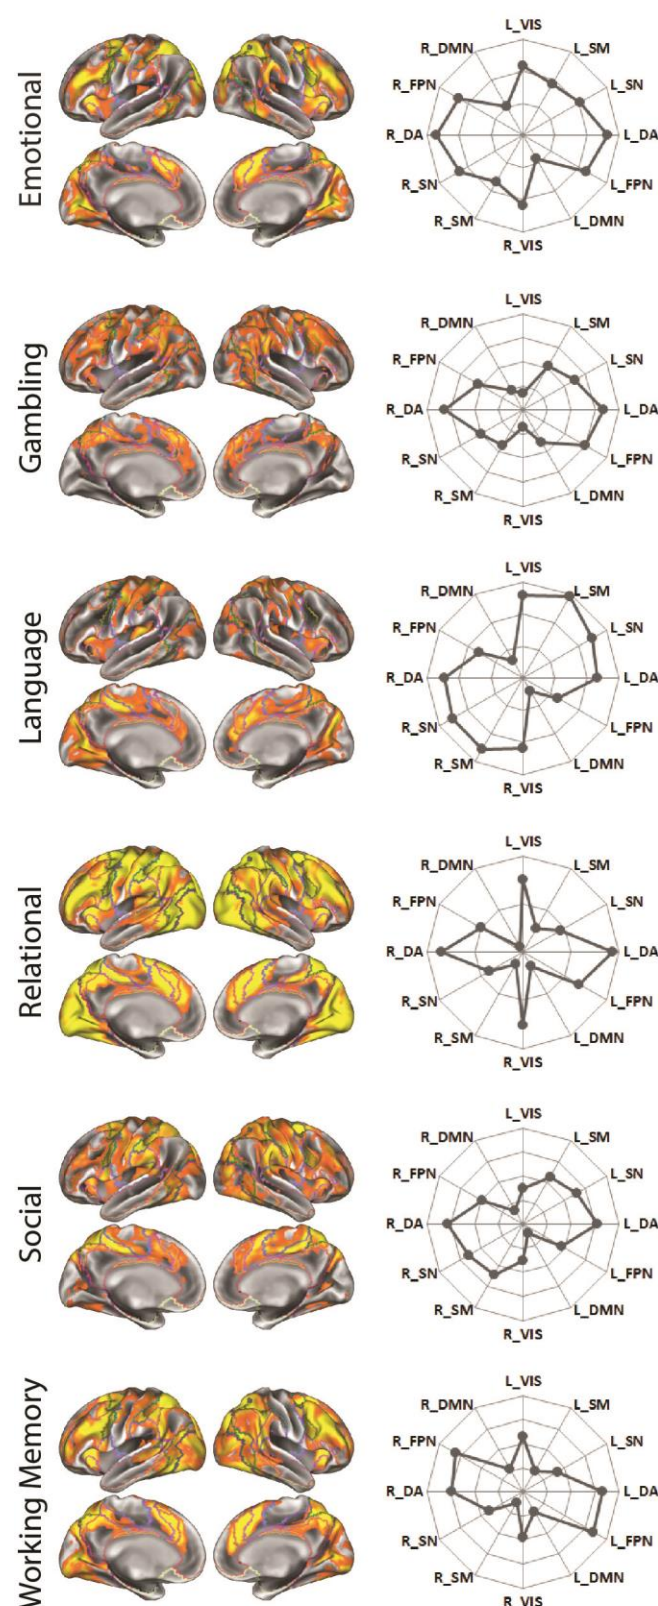 Emotional
L_VIS
R_DMN
L_SM
R_FPN
L_SN
R_DA
L_DA
R_SN
L_FPN
R_SM
L_DMN
R_VIS
Gambling
L_VIS
R_DMN
L_SM
R_FPN
L_SN
R_DA
L_DA
R_SN
L_FPN
R_SM
L_DMN
R_VIS
Language
L_VIS
R_DMN
L_SM
R_FPN
L_SN
R_DA
L_DA
R_SN
L_FPN
R_SM
L_DMN
R_VIS
Relational
L_VIS
R_DMN
L_SM
R_FPN
L_SN
R_DA
L_DA
R_SN
L_FPN
R_SM
L_DMN
R_VIS
Social
L_VIS
R_DMN
L_SM
R_FPN
L_SN
R_DA
L_DA
R_SN
L_FPN
R_SM
L_DMN
R_VIS
Working Memory
L_VIS
R_DMN
L_SM
R_FPN
L_SN
R_DA
L_DA
R_SN
L_FPN
R_SM
L_DMN
R_VIS